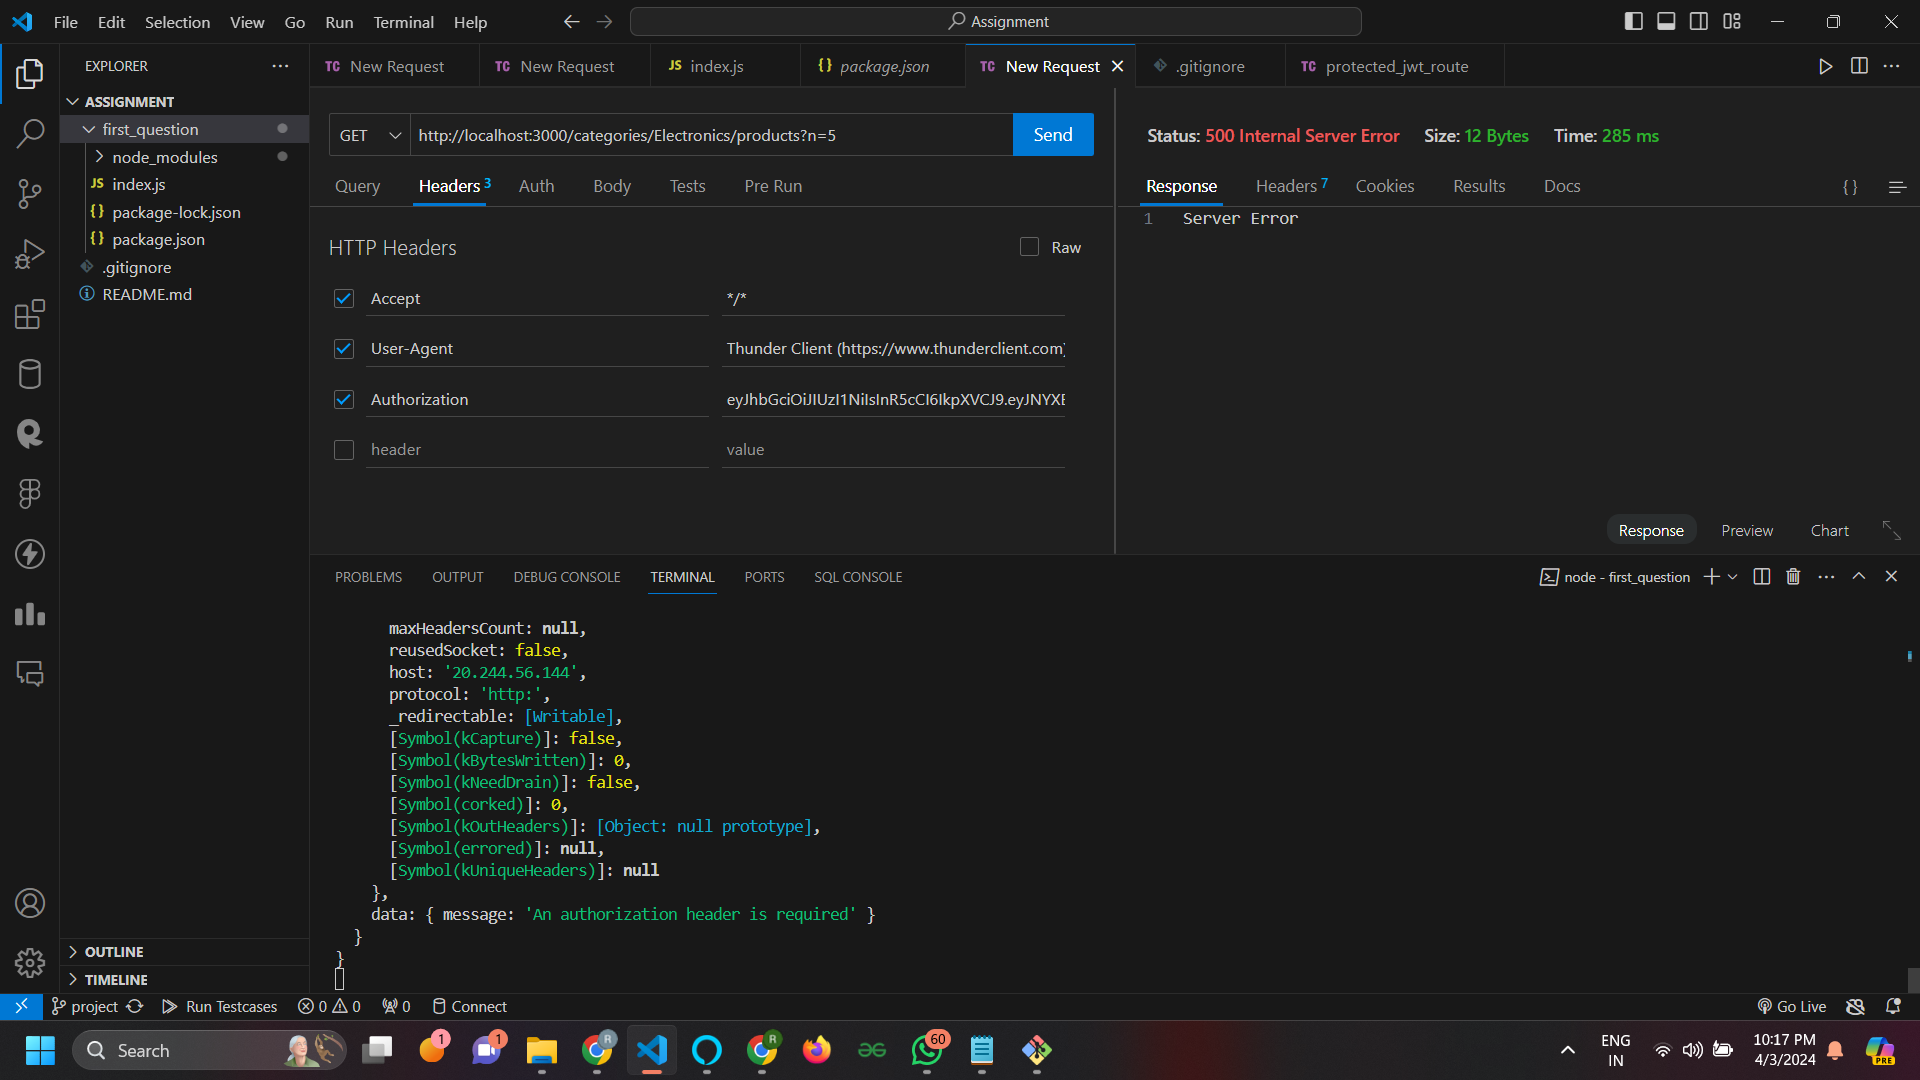 File Edit Selection View Go Run Terminal Help
Assignment
EXPLORER
ASSIGNMENT
first_question
node_modules
JS index.js
{} package-lock.json
{} package.json
.gitignore
README.md
OUTLINE
TIMELINE
TC New Request
TC New Request
JS index.js
{} package.json
TC New Request
.gitignore
TC protected_jwt_route
GET http://localhost:3000/categories/Electronics/products?n=5 Send
Query Headers 3 Auth Body Tests Pre Run
HTTP Headers Raw
Accept */*
User-Agent Thunder Client (https://www.thunderclient.com)
Authorization
header value
Status: 500 Internal Server Error Size: 12 Bytes Time: 285 ms
Response Headers 7 Cookies Results Docs {}
1 Server Error
Response Preview Chart
PROBLEMS OUTPUT DEBUG CONSOLE TERMINAL PORTS SQL CONSOLE
node - first_question
maxHeadersCount: null,
reusedSocket: false,
host: '20.244.56.144',
protocol: 'http:',
_redirectable: [Writable],
[Symbol(kCapture)]: false,
[Symbol(kBytesWritten)]: 0,
[Symbol(kNeedDrain)]: false,
[Symbol(corked)]: 0,
[Symbol(kOutHeaders)]: [Object: null prototype],
[Symbol(errored)]: null,
[Symbol(kUniqueHeaders)]: null
},
data: { message: 'An authorization header is required' }
}
}
project Run Testcases 0 0 0 Connect Go Live
Search
1
1
R
R
60
ENG
IN
10:17 PM
4/3/2024
PRE